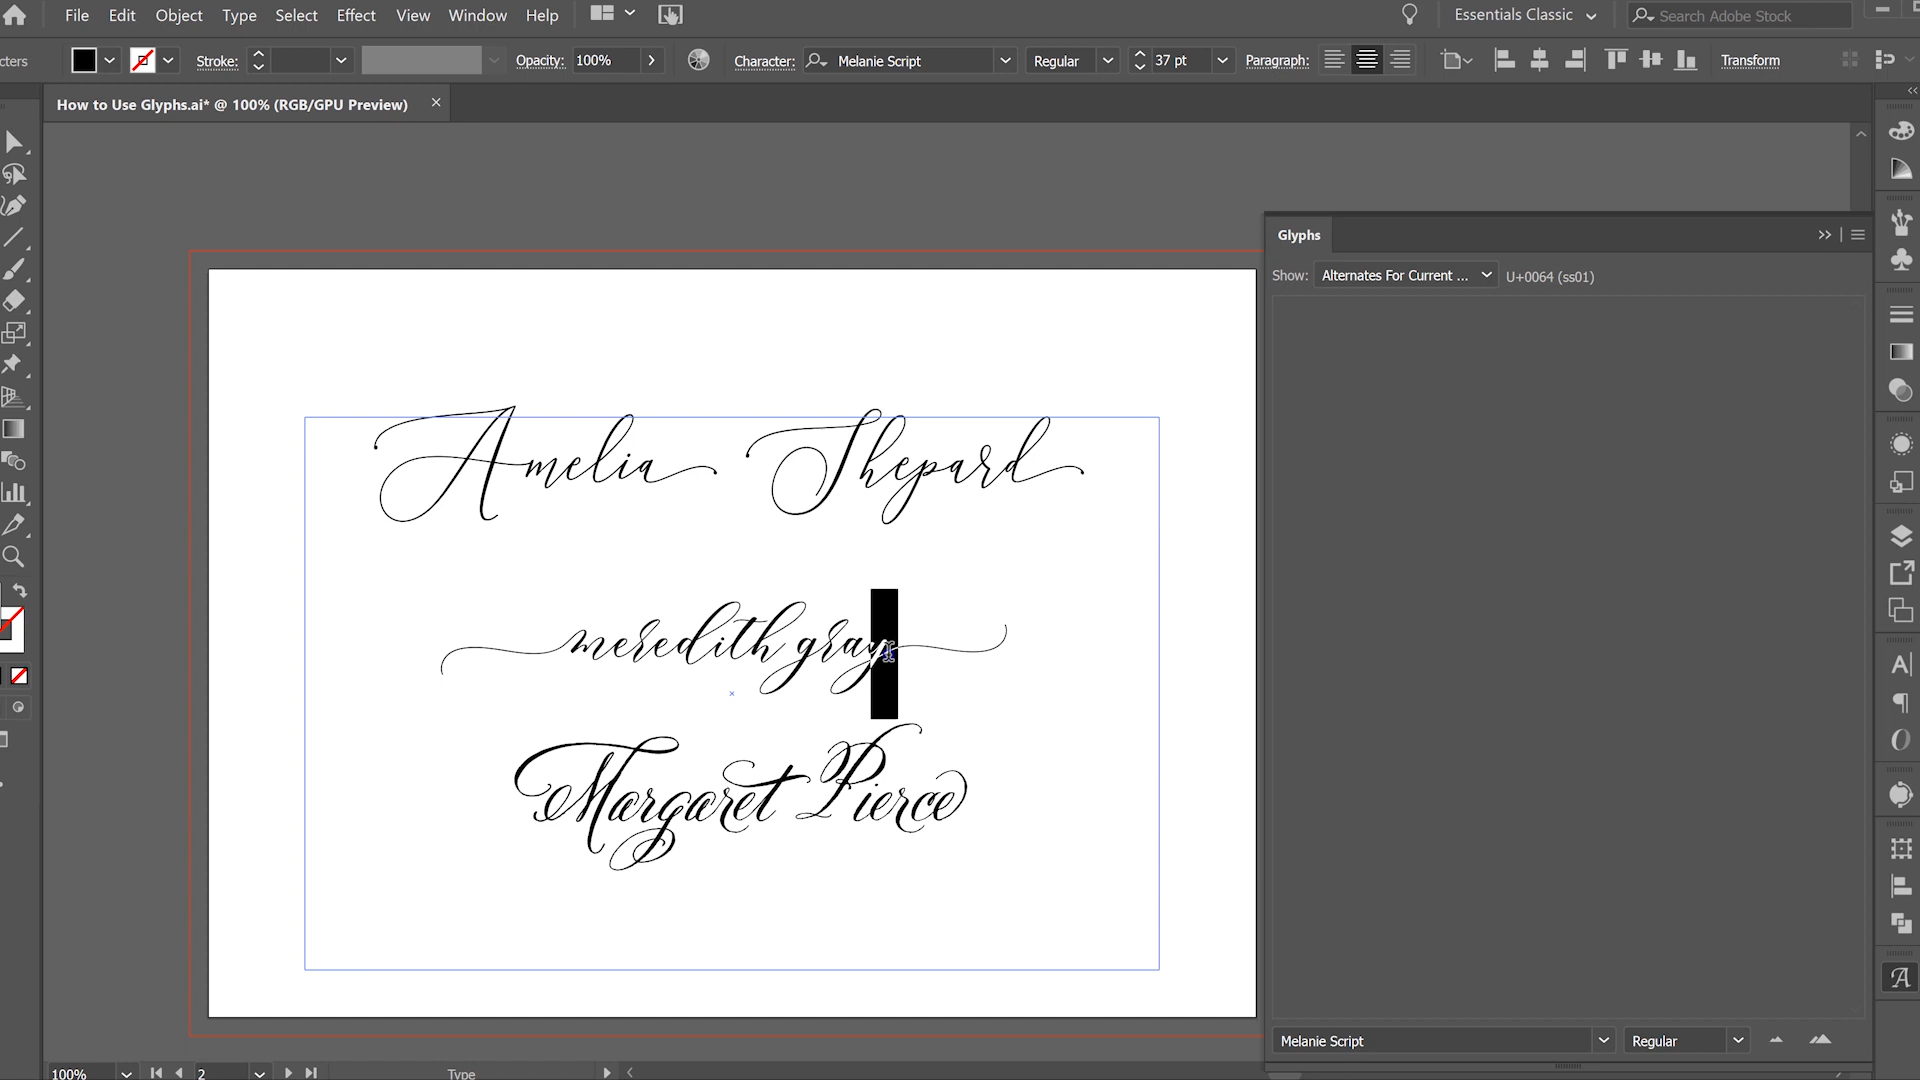 File Edit Object Type Select Effect View Window Help Essentials Classic Search Adobe Stock
cters Stroke: Opacity: 100% Character: Melanie Script Regular 37 pt Paragraph: Transform
How to Use Glyphs.ai* @ 100% (RGB/GPU Preview)
Glyphs
Show: Alternates For Current ... U+0064 (ss01)
Amelia Shepard
meredith gray
Margaret Pierce
Melanie Script Regular
100% 2 Type